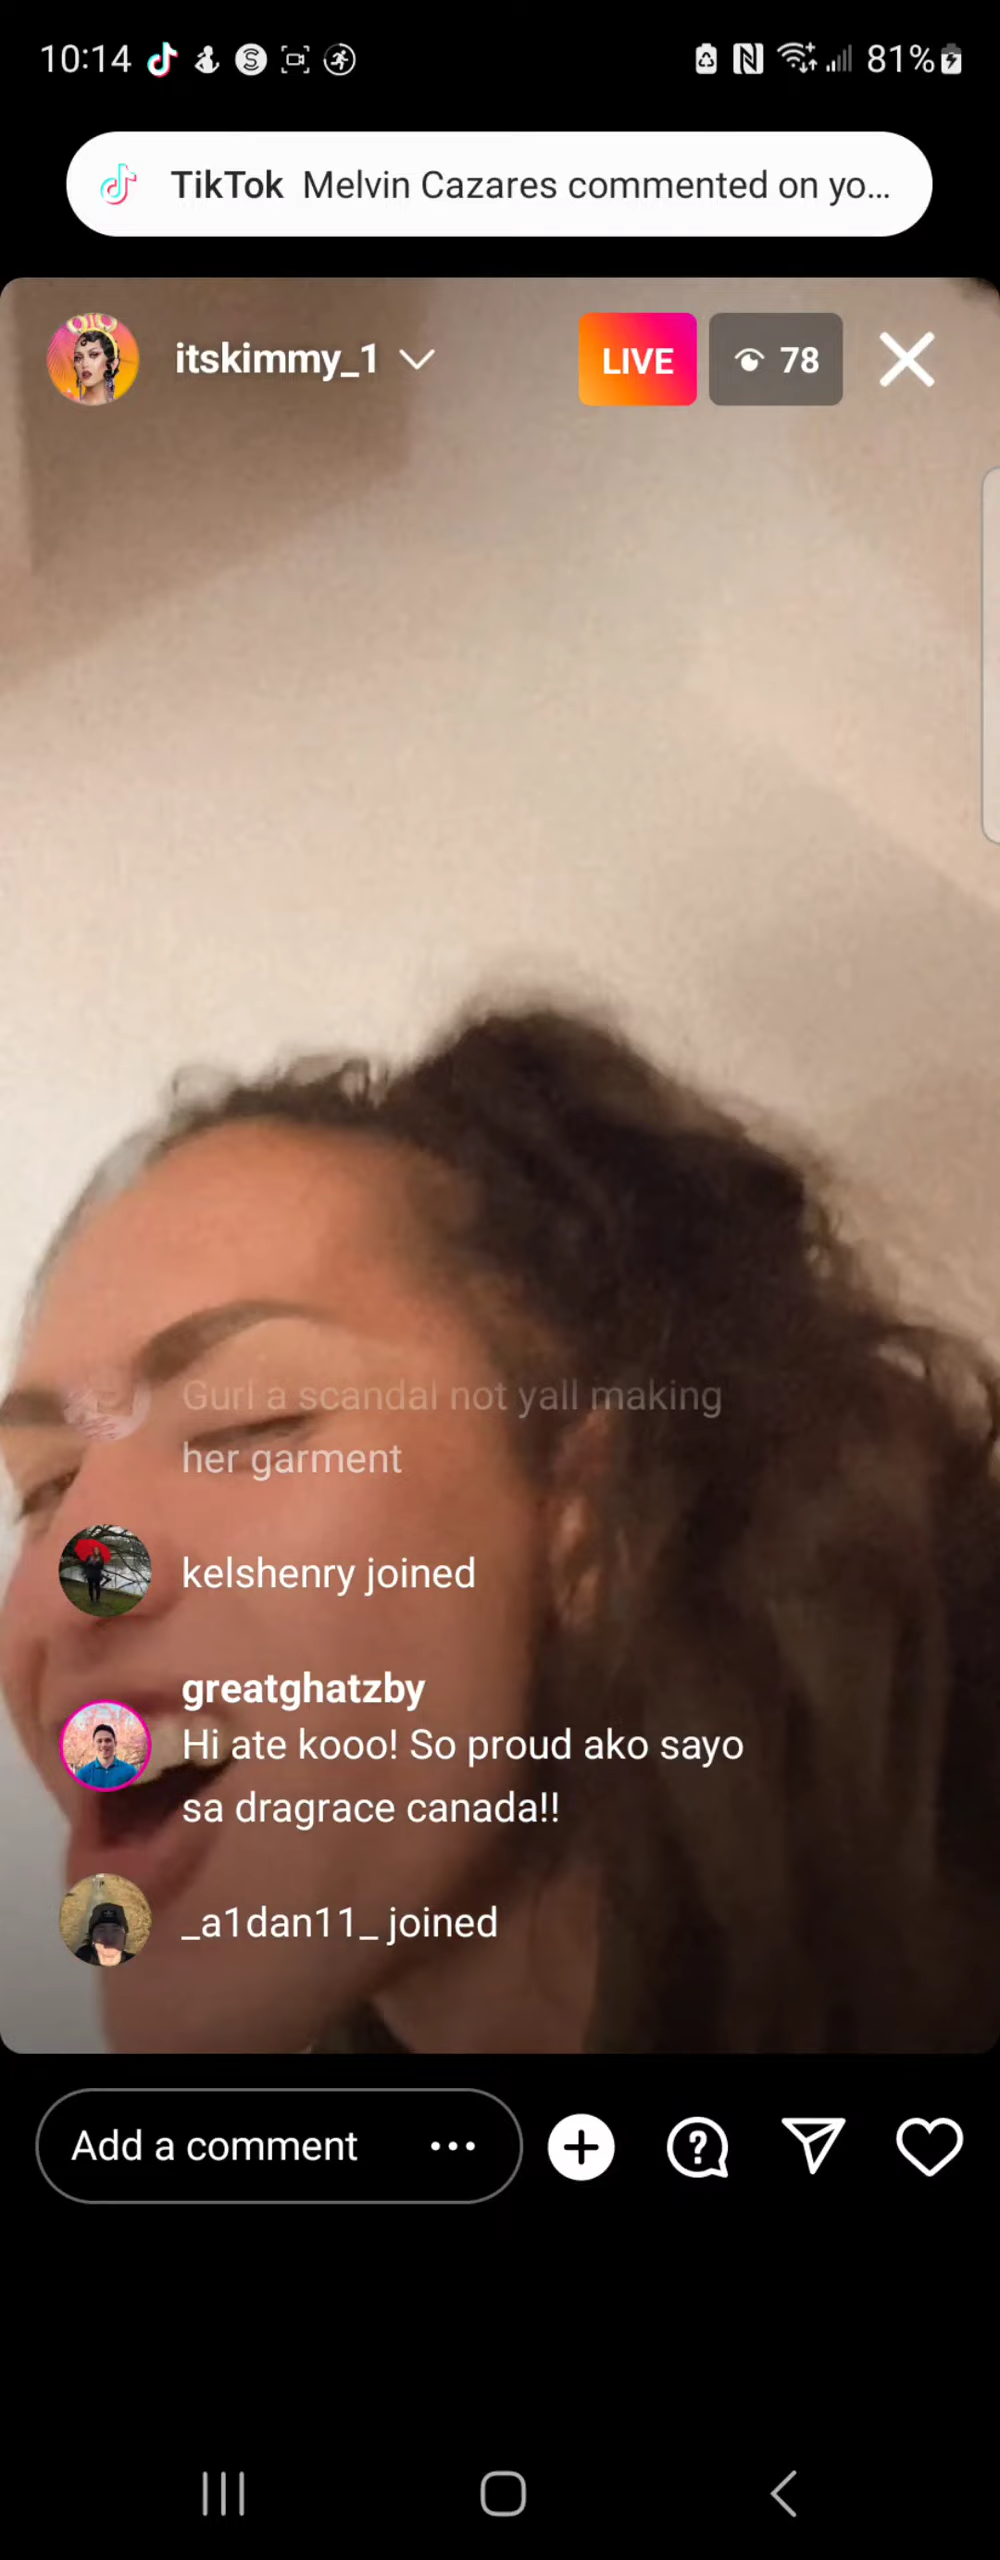 10:14 81%
TikTok Melvin Cazares commented on yo...
itskimmy_1 LIVE 78
Gurl a scandal not yall making
her garment
kelshenry joined
greatghatzby
Hi ate kooo! So proud ako sayo
sa dragrace canada!!
_a1dan11_ joined
Add a comment